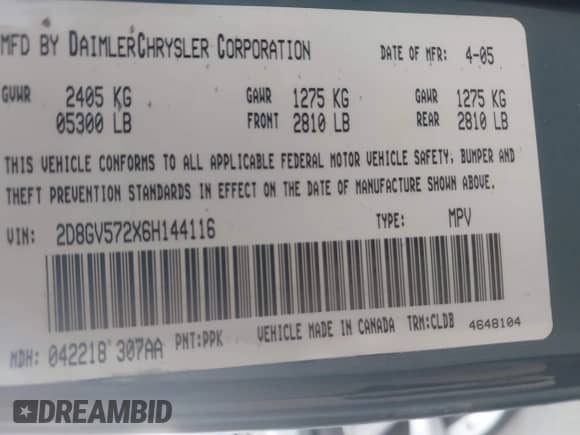 MFD BY DAIMLERCHRYSLER CORPORATION DATE OF MFR: 4-05
GVWR 2405 KG GAWR 1275 KG GAWR 1275 KG
05300 LB FRONT 2810 LB REAR 2810 LB
THIS VEHICLE CONFORMS TO ALL APPLICABLE FEDERAL MOTOR VEHICLE SAFETY, BUMPER AND
THEFT PREVENTION STANDARDS IN EFFECT ON THE DATE OF MANUFACTURE SHOWN ABOVE.
VIN: 2D8GV572X6H144116 TYPE: MPV
MDH: 042218 307AA PNT:PPK VEHICLE MADE IN CANADA TRM:CLDB 4648104
DREAMBID